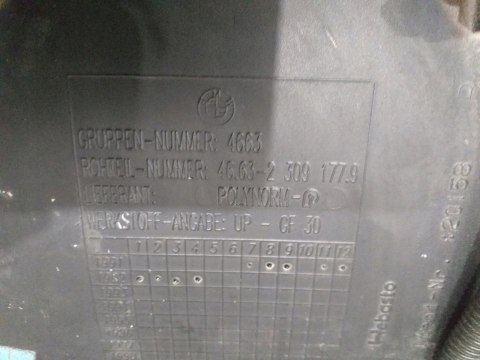 GRUPPEN-NUMMER: 4663
ROHTEIL-NUMMER: 46.63-2 309 177.9
LIEFERANT: POLYNORM-
WERKSTOFF-ANGABE: UP - GF 30
1 2 3 4 5 6 7 8 9 10 11 12
Webasto